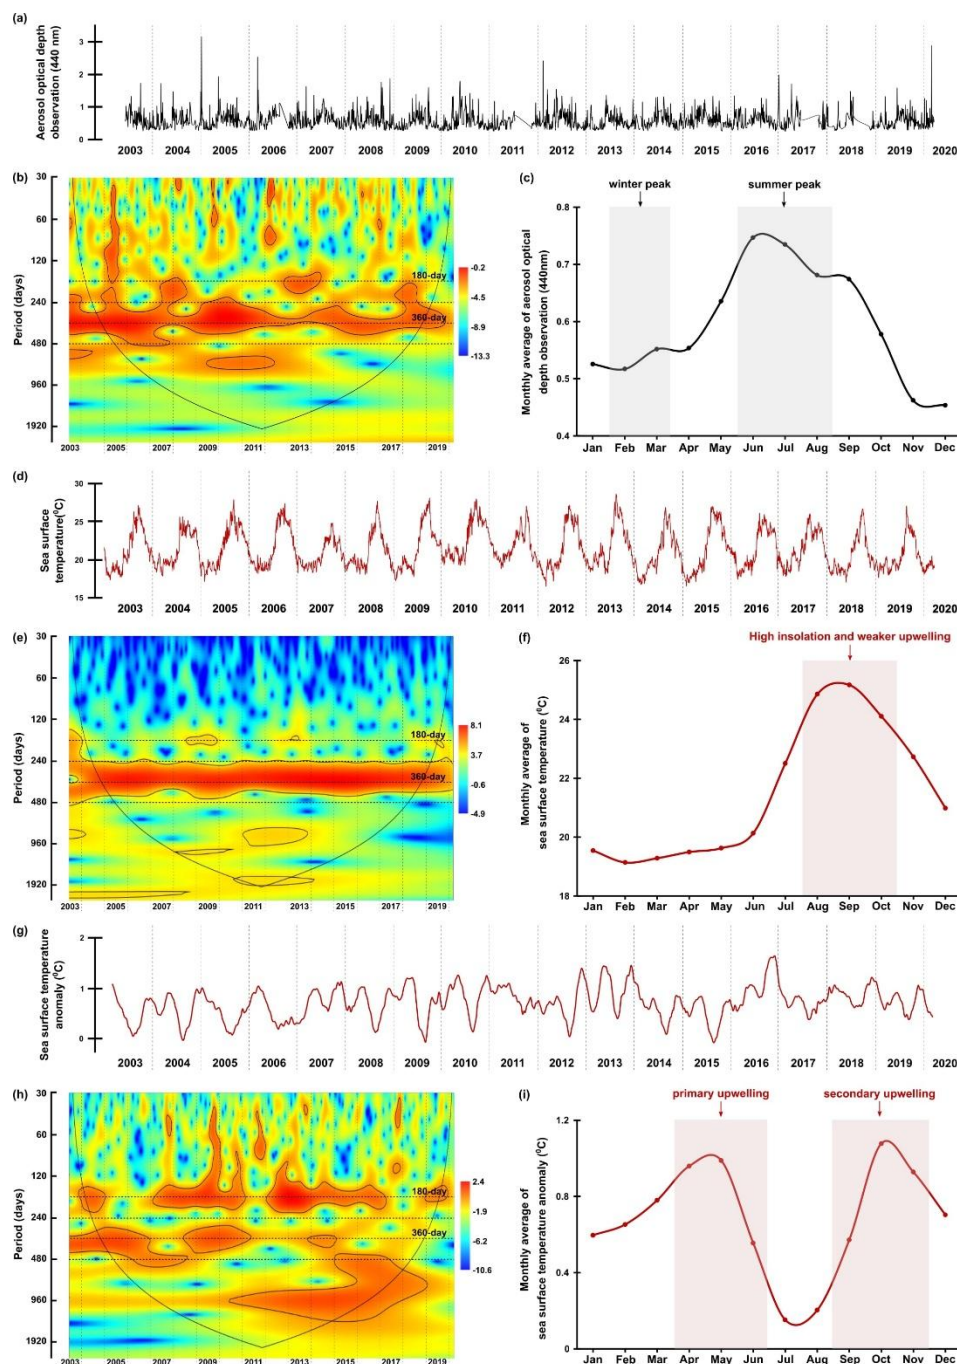 (a)
Aerosol optical depth
observation (440 nm)
3
2
1
0
2003 2004 2005 2006 2007 2008 2009 2010 2011 2012 2013 2014 2015 2016 2017 2018 2019 2020
(b)
Period (days)
30
60
120
240
480
960
1920
180-day
360-day
-0.2
-4.5
-8.9
-13.3
2003 2005 2007 2009 2011 2013 2015 2017 2019
(c)
winter peak
summer peak
Monthly average of aerosol optical
depth observation (440nm)
0.8
0.7
0.6
0.5
0.4
Jan Feb Mar Apr May Jun Jul Aug Sep Oct Nov Dec
(d)
Sea surface
temperature(⁰C)
30
25
20
15
2003 2004 2005 2006 2007 2008 2009 2010 2011 2012 2013 2014 2015 2016 2017 2018 2019 2020
(e)
Period (days)
30
60
120
240
480
960
1920
180-day
360-day
8.1
3.7
-0.6
-4.9
2003 2005 2007 2009 2011 2013 2015 2017 2019
(f)
High insolation and weaker upwelling
Monthly average of
sea surface temperature (⁰C)
26
24
22
20
18
Jan Feb Mar Apr May Jun Jul Aug Sep Oct Nov Dec
(g)
Sea surface temperature
anomaly (⁰C)
2
1
0
2003 2004 2005 2006 2007 2008 2009 2010 2011 2012 2013 2014 2015 2016 2017 2018 2019 2020
(h)
Period (days)
30
60
120
240
480
960
1920
180-day
360-day
2.4
-1.9
-6.2
-10.6
2003 2005 2007 2009 2011 2013 2015 2017 2019
(i)
primary upwelling
secondary upwelling
Monthly average of
sea surface temperature anomaly (⁰C)
1.2
0.8
0.4
0
Jan Feb Mar Apr May Jun Jul Aug Sep Oct Nov Dec